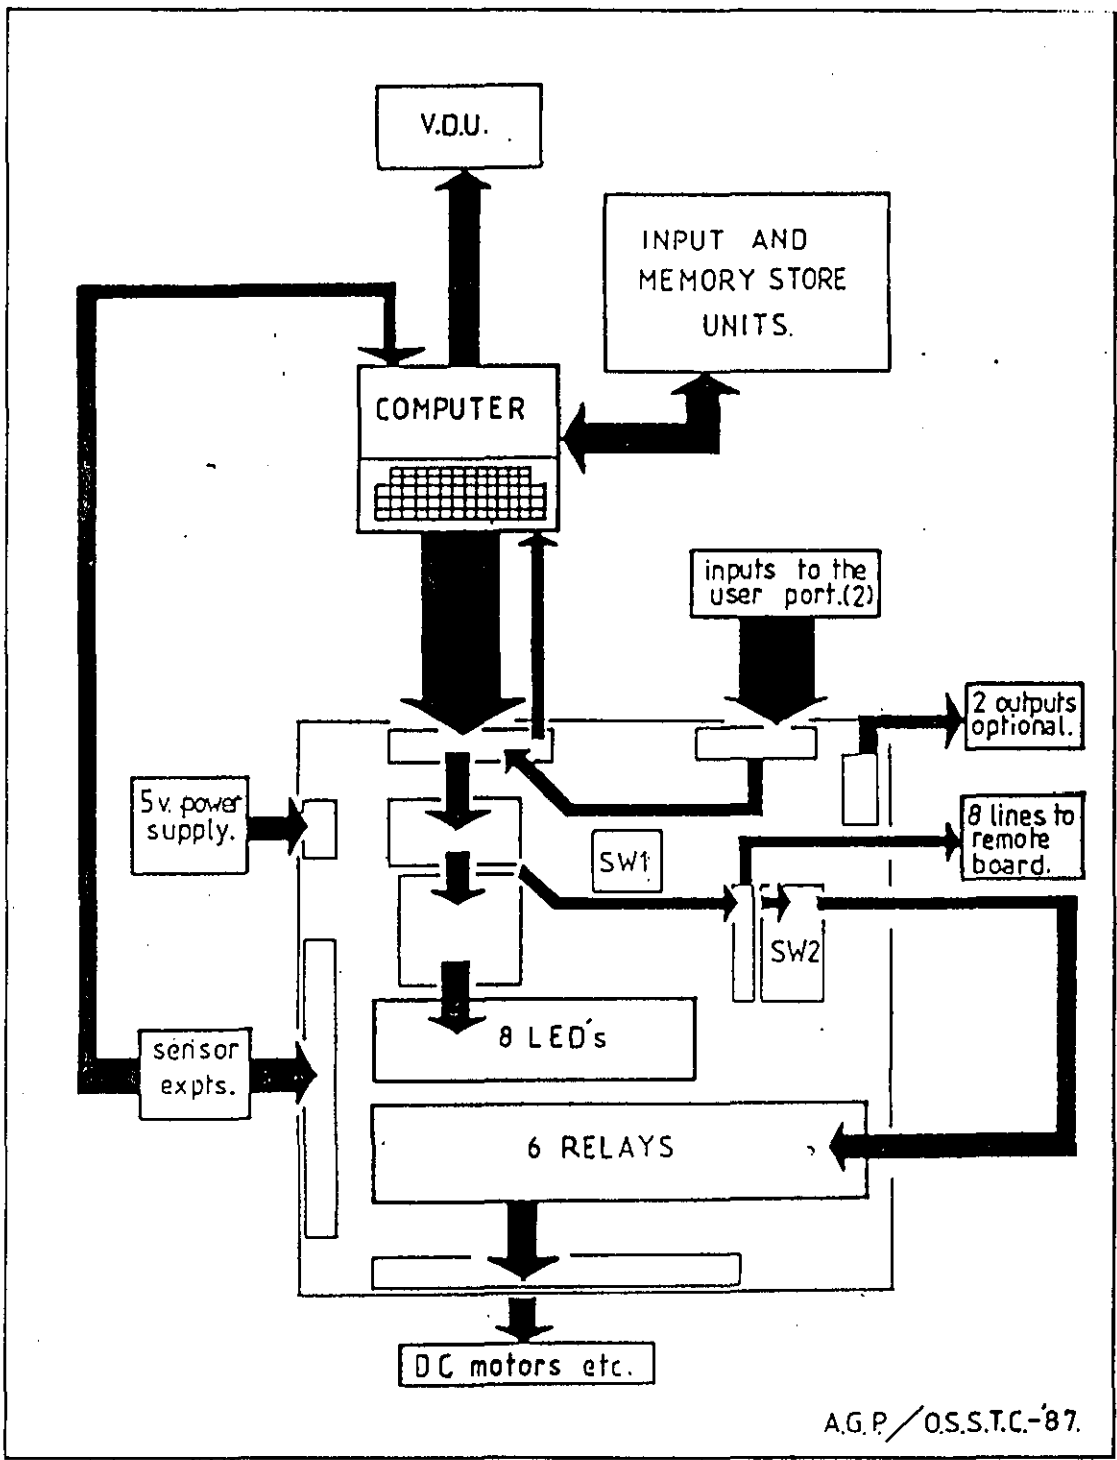 V.D.U.
INPUT AND
MEMORY STORE
UNITS.
COMPUTER
inputs to the
user port.(2)
2 outputs
optional.
5v. power
supply.
8 lines to
remote
board.
SW1
SW2
8 LED's
sensor
expts.
6 RELAYS
DC motors etc.
A.G.P./O.S.S.T.C.-'87.